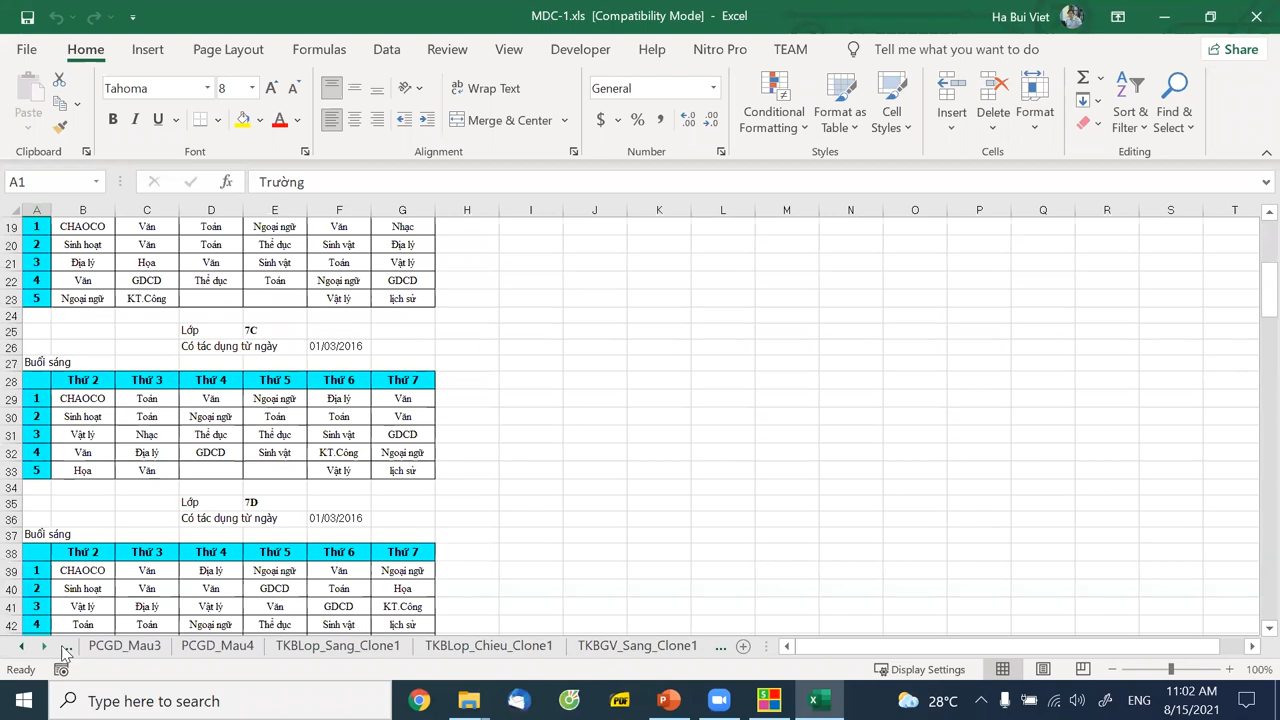 MDC-1.xls [Compatibility Mode] - Excel
Ha Bui Viet
File Home Insert Page Layout Formulas Data Review View Developer Help Nitro Pro TEAM Tell me what you want to do Share
Paste
Tahoma 8
B I U A
Wrap Text
Merge & Center
General
$ % ,
Conditional Formatting
Format as Table
Cell Styles
Insert Delete Format
Sort & Filter
Find & Select
Clipboard Font Alignment Number Styles Cells Editing
A1 fx Trường
A B C D E F G H I J K L M N O P Q R S T
19 1 CHAOCO Văn Toán Ngoại ngữ Văn Nhạc
20 2 Sinh hoạt Văn Toán Thể dục Sinh vật Địa lý
21 3 Địa lý Họa Văn Sinh vật Toán Vật lý
22 4 Văn GDCD Thể dục Toán Ngoại ngữ GDCD
23 5 Ngoại ngữ KT.Công Vật lý lịch sử
24
25 Lớp 7C
26 Có tác dụng từ ngày 01/03/2016
27 Buổi sáng
28 Thứ 2 Thứ 3 Thứ 4 Thứ 5 Thứ 6 Thứ 7
29 1 CHAOCO Toán Văn Ngoại ngữ Địa lý Văn
30 2 Sinh hoạt Toán Ngoại ngữ Toán Toán Văn
31 3 Vật lý Nhạc Thể dục Thể dục Sinh vật GDCD
32 4 Văn Địa lý GDCD Sinh vật KT.Công Ngoại ngữ
33 5 Họa Văn Vật lý lịch sử
34
35 Lớp 7D
36 Có tác dụng từ ngày 01/03/2016
37 Buổi sáng
38 Thứ 2 Thứ 3 Thứ 4 Thứ 5 Thứ 6 Thứ 7
39 1 CHAOCO Văn Địa lý Ngoại ngữ Văn Ngoại ngữ
40 2 Sinh hoạt Văn Văn GDCD Toán Họa
41 3 Vật lý Địa lý Vật lý Văn GDCD KT.Công
42 4 Toán Toán Ngoại ngữ Thể dục Sinh vật lịch sử
... PCGD_Mau3 PCGD_Mau4 TKBLop_Sang_Clone1 TKBLop_Chieu_Clone1 TKBGV_Sang_Clone1 ...
Ready Display Settings 100%
Type here to search PDF 28°C ENG 11:02 AM
8/15/2021